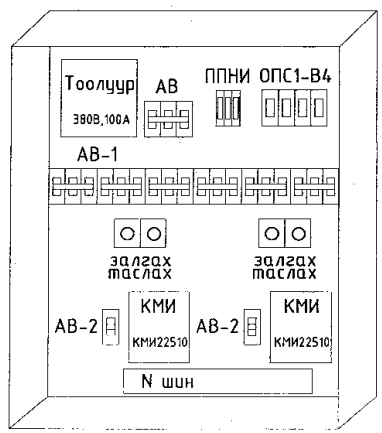 Тоолуур
380В,100А
АВ
ППНИ
ОПС1-В4
АВ-1
залгах
таслах
залгах
таслах
АВ-2
КМИ
КМИ22510
АВ-2
КМИ
КМИ22510
N шин